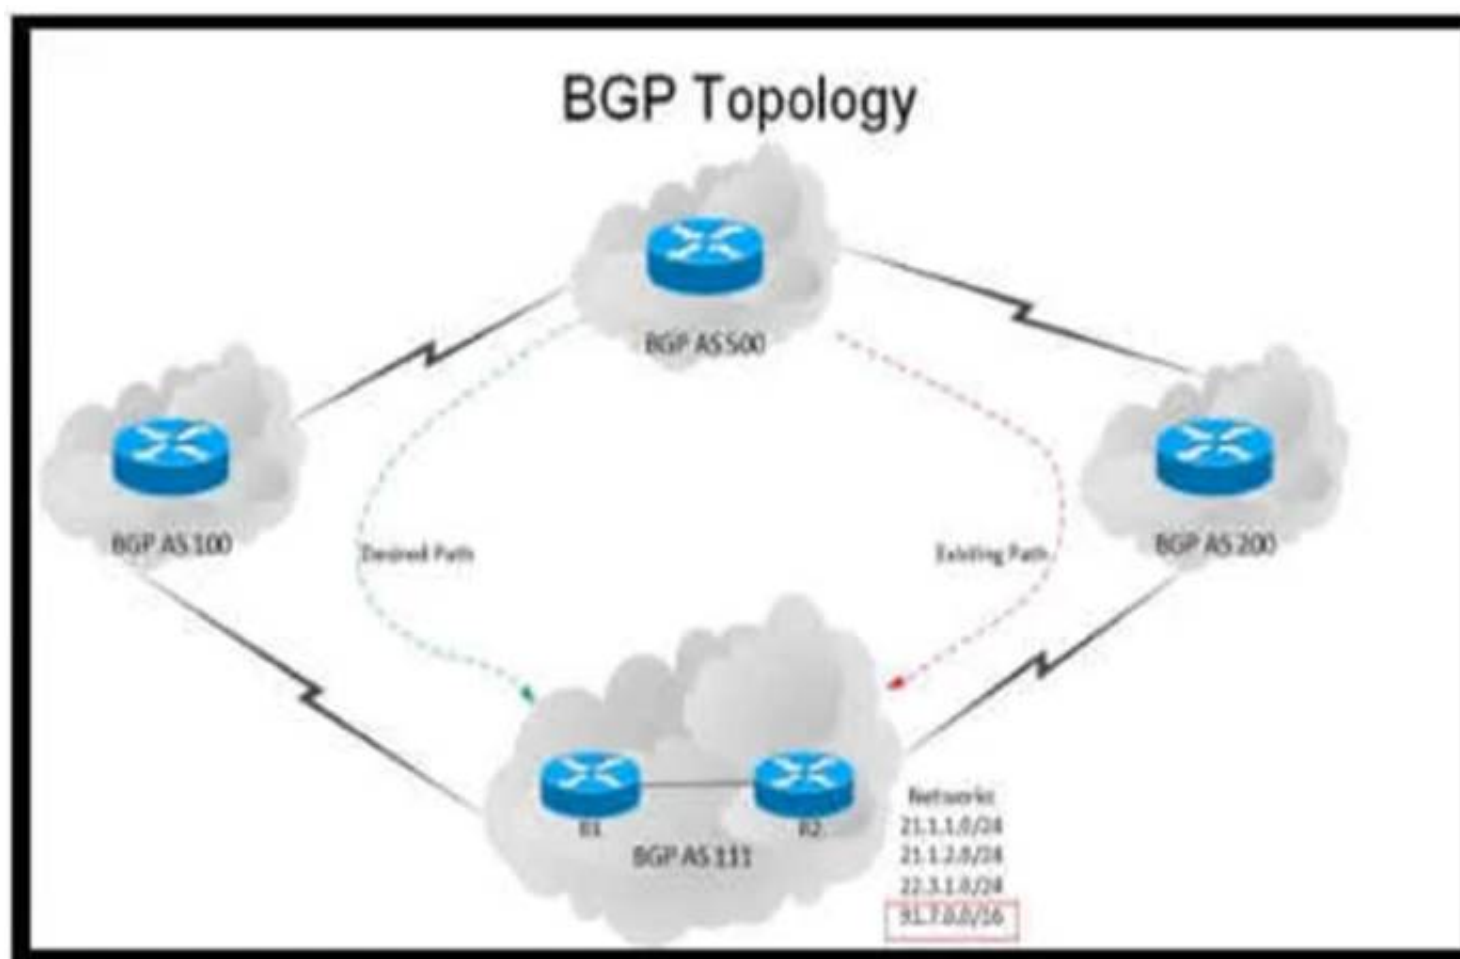 BGP Topology
BGP AS 500
BGP AS 100
BGP AS 200
Desired Path
Existing Path
R1
R2
BGP AS 111
Networks
21.1.1.0/24
21.1.2.0/24
22.3.1.0/24